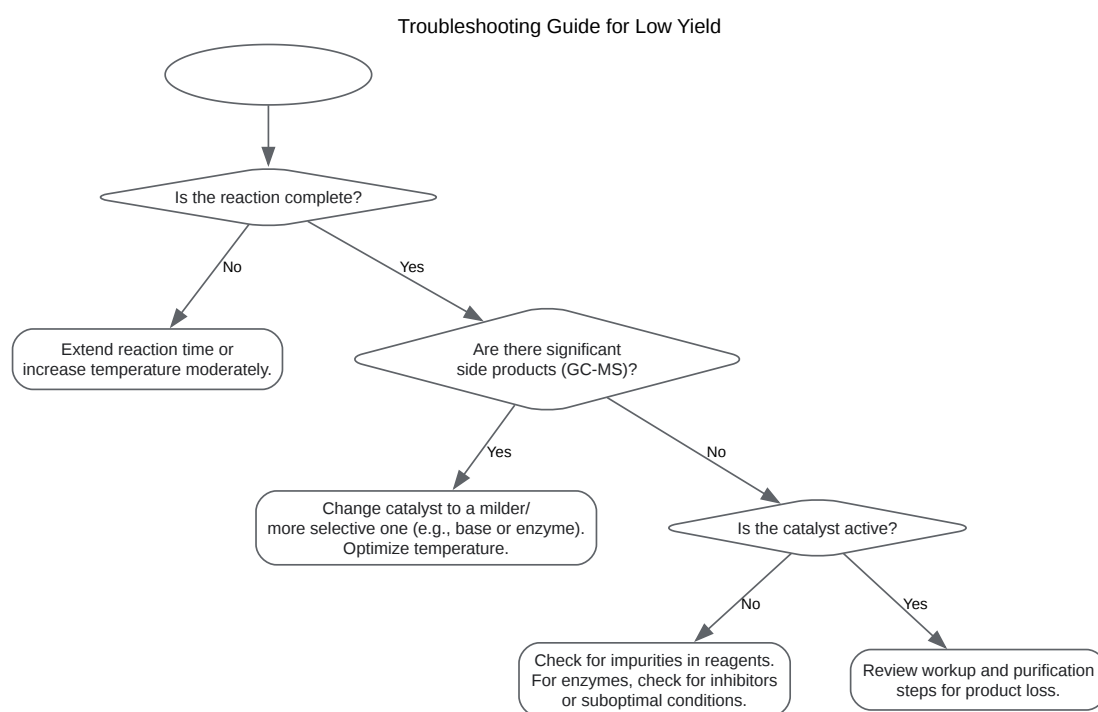 Troubleshooting Guide for Low Yield
Is the reaction complete?
No
Yes
Extend reaction time or
increase temperature moderately.
Are there significant
side products (GC-MS)?
Yes
No
Change catalyst to a milder/
more selective one (e.g., base or enzyme).
Optimize temperature.
Is the catalyst active?
No
Yes
Check for impurities in reagents.
For enzymes, check for inhibitors
or suboptimal conditions.
Review workup and purification
steps for product loss.